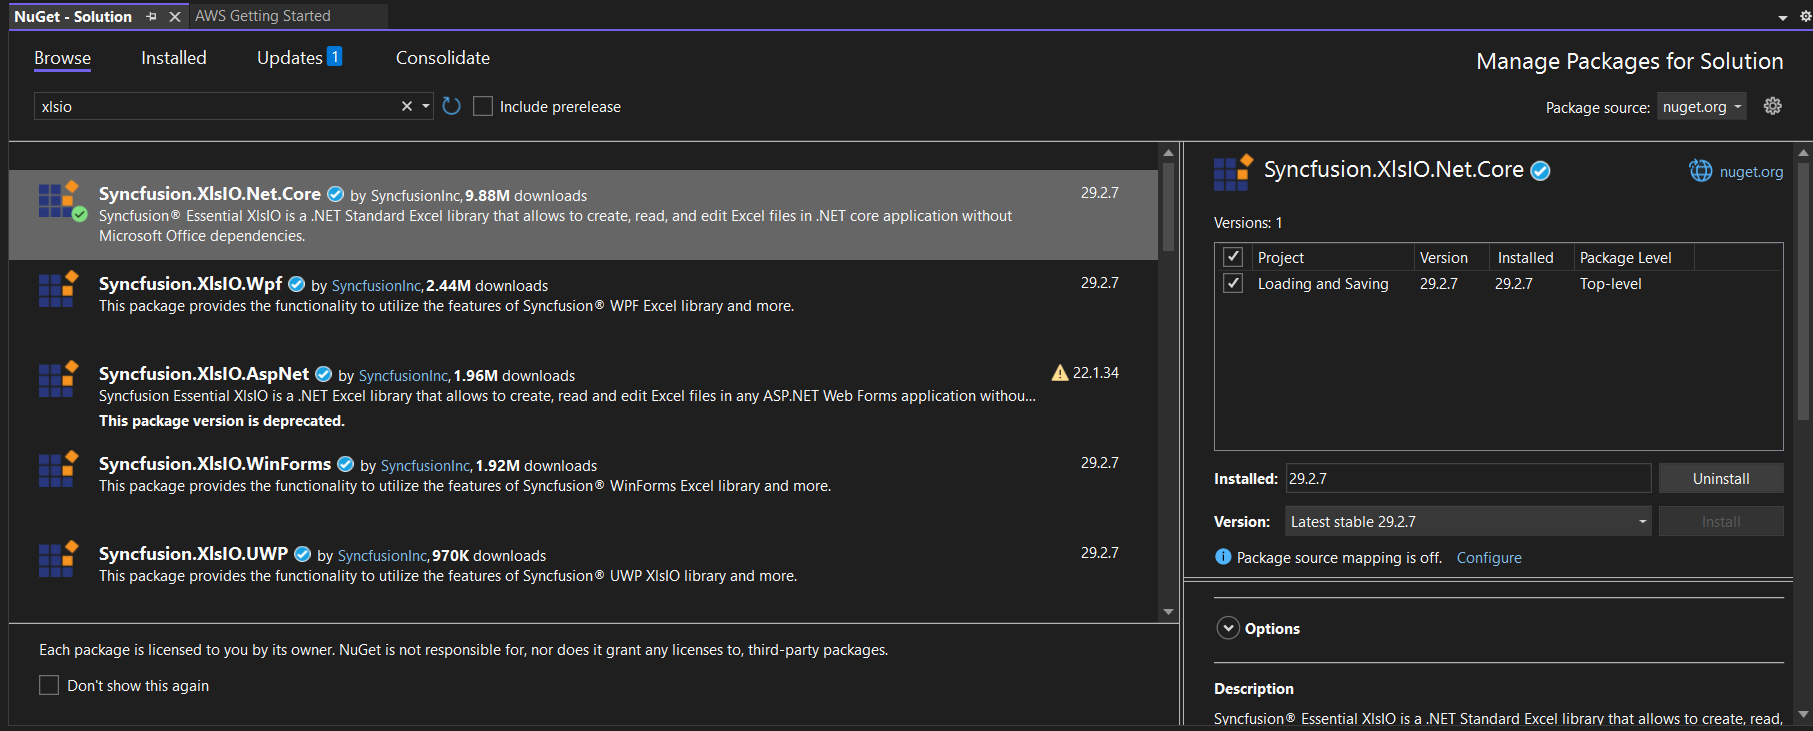 NuGet - Solution
AWS Getting Started
Browse
Installed
Updates 1
Consolidate
Manage Packages for Solution
xlsio
Include prerelease
Package source: nuget.org
Syncfusion.XlsIO.Net.Core by SyncfusionInc, 9.88M downloads 29.2.7
Syncfusion® Essential XlsIO is a .NET Standard Excel library that allows to create, read, and edit Excel files in .NET core application without
Microsoft Office dependencies.
Syncfusion.XlsIO.Wpf by SyncfusionInc, 2.44M downloads 29.2.7
This package provides the functionality to utilize the features of Syncfusion® WPF Excel library and more.
Syncfusion.XlsIO.AspNet by SyncfusionInc, 1.96M downloads 22.1.34
Syncfusion Essential XlsIO is a .NET Excel library that allows to create, read and edit Excel files in any ASP.NET Web Forms application withou...
This package version is deprecated.
Syncfusion.XlsIO.WinForms by SyncfusionInc, 1.92M downloads 29.2.7
This package provides the functionality to utilize the features of Syncfusion® WinForms Excel library and more.
Syncfusion.XlsIO.UWP by SyncfusionInc, 970K downloads 29.2.7
This package provides the functionality to utilize the features of Syncfusion® UWP XlsIO library and more.
Each package is licensed to you by its owner. NuGet is not responsible for, nor does it grant any licenses to, third-party packages.
Don't show this again
Syncfusion.XlsIO.Net.Core nuget.org
Versions: 1
Project Version Installed Package Level
Loading and Saving 29.2.7 29.2.7 Top-level
Installed: 29.2.7 Uninstall
Version: Latest stable 29.2.7 Install
Package source mapping is off. Configure
Options
Description
Syncfusion® Essential XlsIO is a .NET Standard Excel library that allows to create, read,